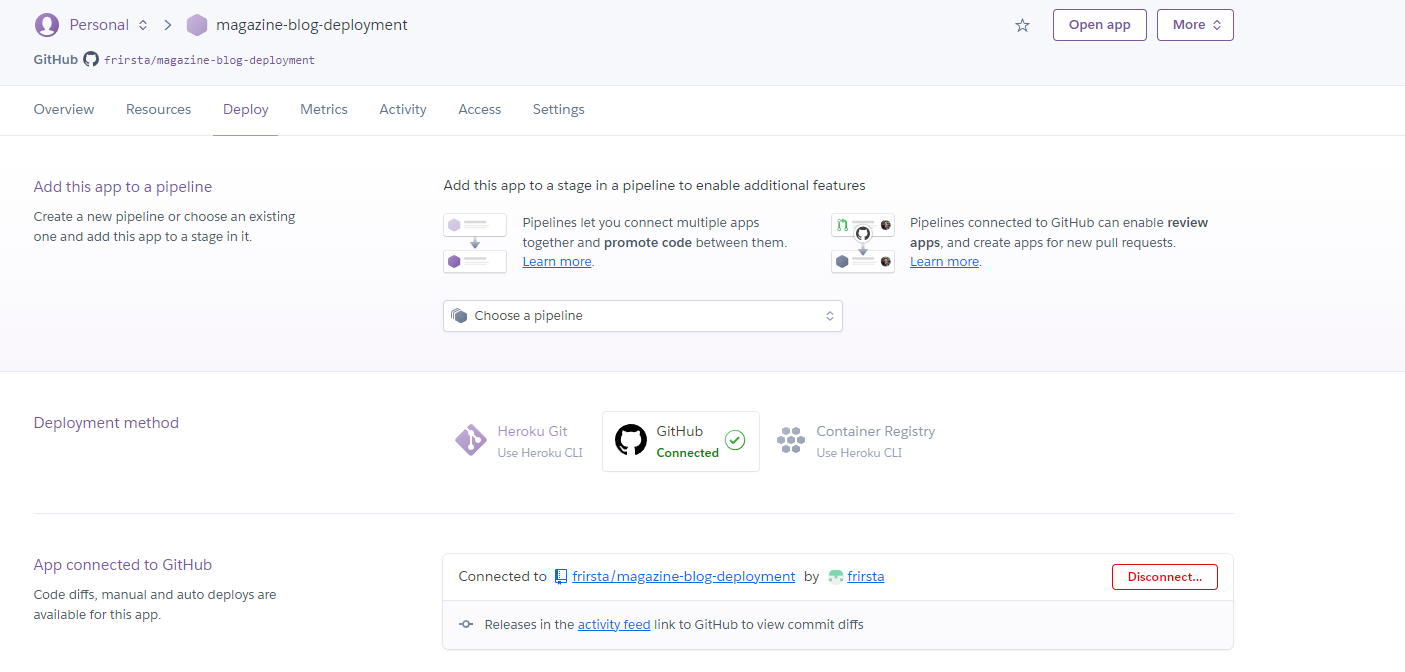 Personal magazine-blog-deployment Open app More
GitHub frirsta/magazine-blog-deployment
Overview Resources Deploy Metrics Activity Access Settings
Add this app to a pipeline
Create a new pipeline or choose an existing
one and add this app to a stage in it.
Add this app to a stage in a pipeline to enable additional features
Pipelines let you connect multiple apps
together and promote code between them.
Learn more.
Pipelines connected to GitHub can enable review
apps, and create apps for new pull requests.
Learn more.
Choose a pipeline
Deployment method
Heroku Git
Use Heroku CLI
GitHub
Connected
Container Registry
Use Heroku CLI
App connected to GitHub
Code diffs, manual and auto deploys are
available for this app.
Connected to frirsta/magazine-blog-deployment by frirsta Disconnect...
Releases in the activity feed link to GitHub to view commit diffs